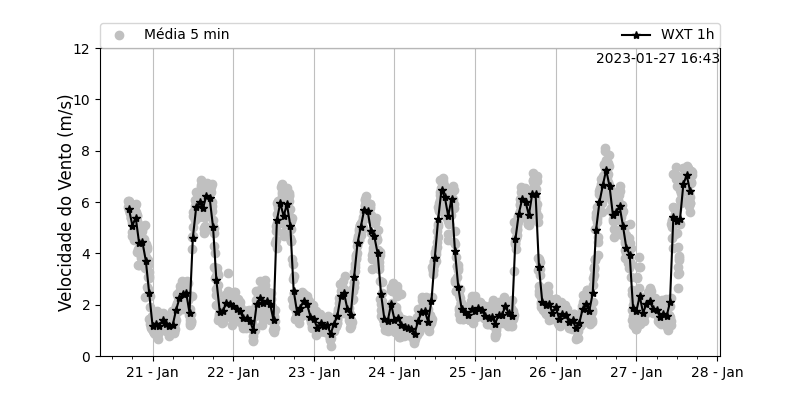 Média 5 min
WXT 1h
2023-01-27 16:43
Velocidade do Vento (m/s)
12
10
8
6
4
2
0
21 - Jan
22 - Jan
23 - Jan
24 - Jan
25 - Jan
26 - Jan
27 - Jan
28 - Jan